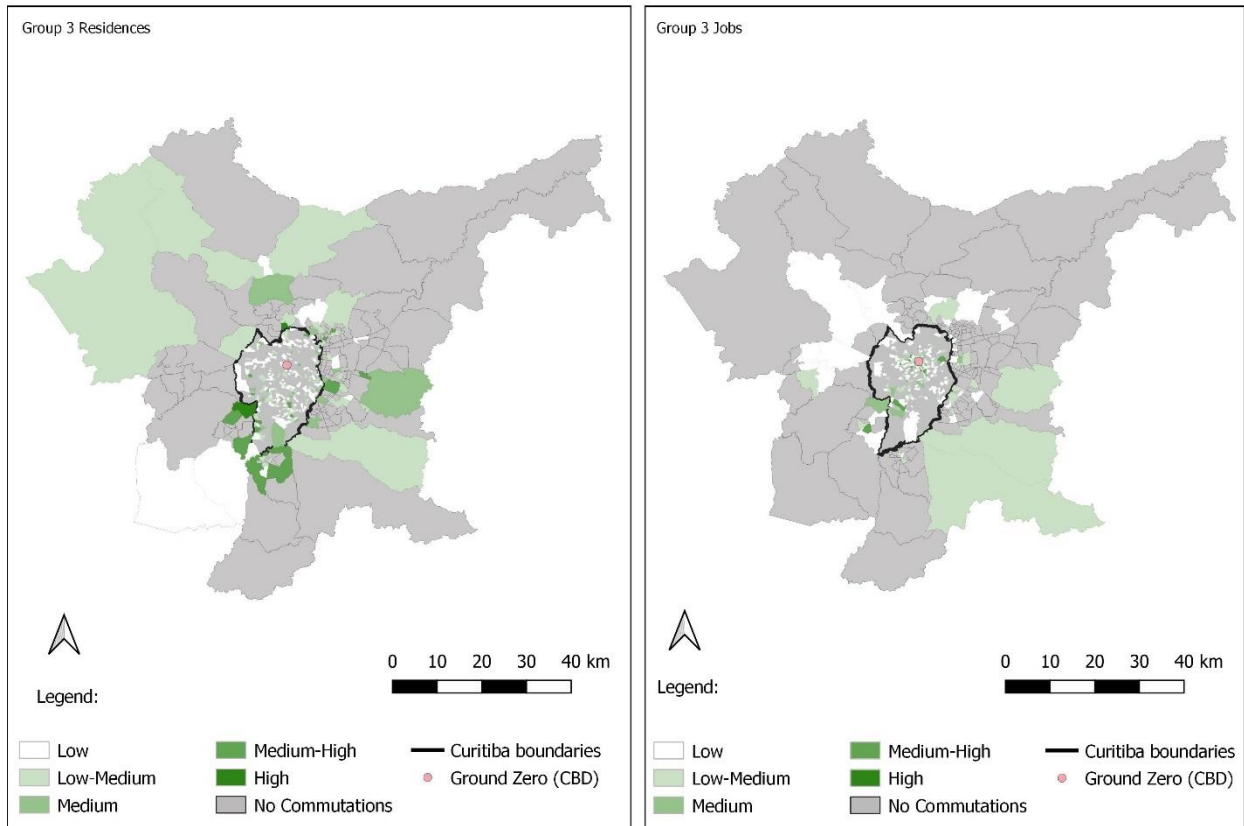 Group 3 Residences
0 10 20 30 40 km
Legend:
Low
Low-Medium
Medium
Medium-High
High
No Commutations
Curitiba boundaries
Ground Zero (CBD)
Group 3 Jobs
0 10 20 30 40 km
Legend:
Low
Low-Medium
Medium
Medium-High
High
No Commutations
Curitiba boundaries
Ground Zero (CBD)